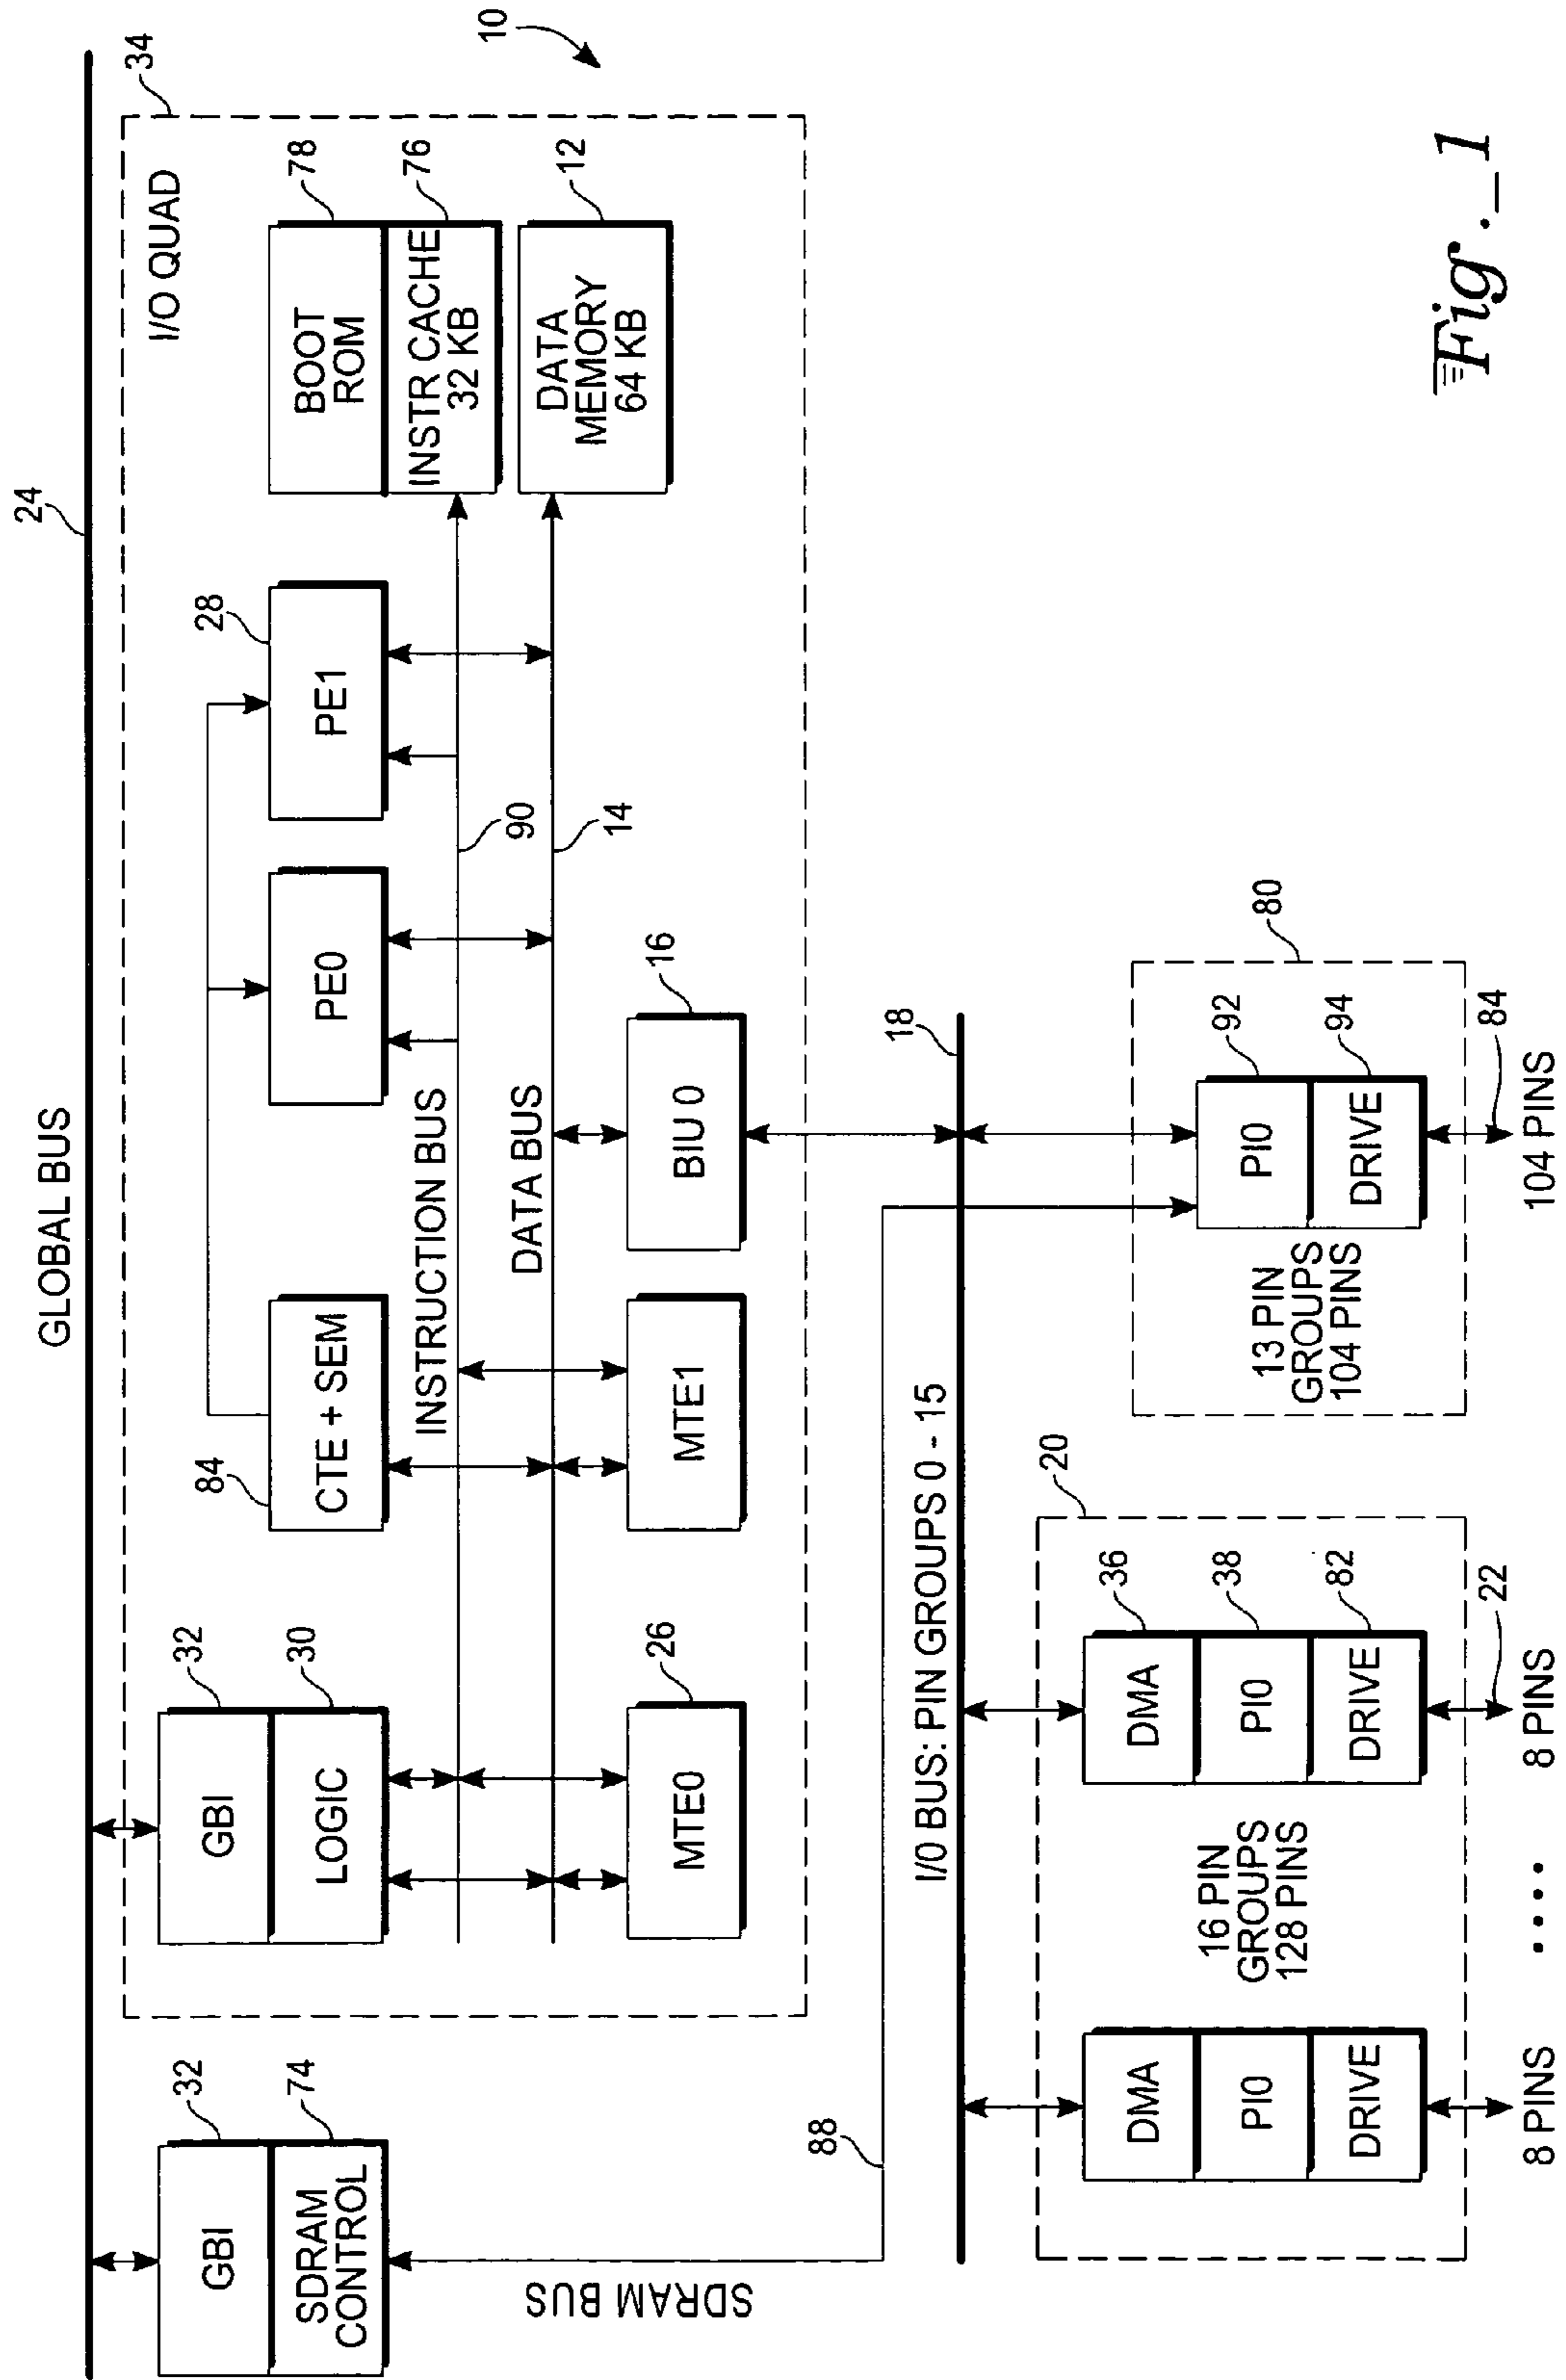 GLOBAL BUS
24
34
10
I/O QUAD
GBI
32
SDRAM
CONTROL
74
GBI
32
LOGIC
30
84
CTE + SEM
PE0
PE1
28
BOOT
ROM
78
INSTR CACHE
32 KB
76
INSTRUCTION BUS
90
DATA BUS
14
DATA
MEMORY
64 KB
12
MTE0
26
MTE1
BIU 0
16
SDRAM BUS
88
I/0 BUS: PIN GROUPS 0 - 15
18
20
80
DMA
PI0
DRIVE
16 PIN
GROUPS
128 PINS
DMA
36
PI0
38
DRIVE
82
13 PIN
GROUPS
104 PINS
PI0
92
DRIVE
94
22
84
8 PINS
....
8 PINS
104 PINS
Fig._1